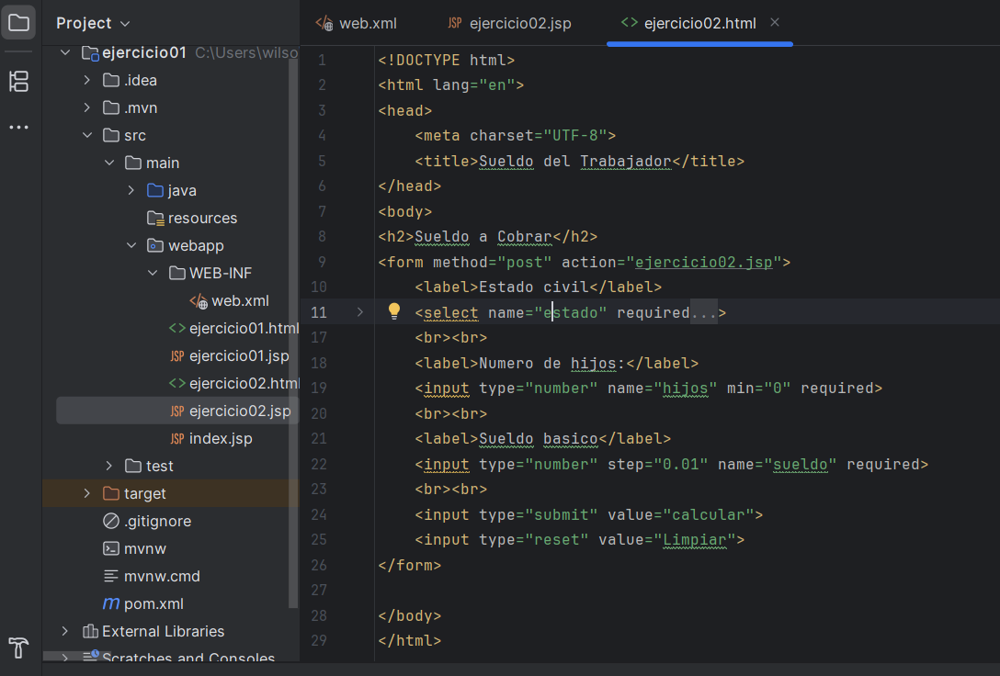 Project
web.xml
JSP ejercicio02.jsp
<> ejercicio02.html
ejercicio01 C:\Users\wilso
.idea
.mvn
src
main
java
resources
webapp
WEB-INF
</> web.xml
<> ejercicio01.html
JSP ejercicio01.jsp
<> ejercicio02.html
JSP ejercicio02.jsp
JSP index.jsp
test
target
.gitignore
mvnw
mvnw.cmd
m pom.xml
External Libraries
Scratches and Consoles
1 <!DOCTYPE html>
2 <html lang="en">
3 <head>
4 <meta charset="UTF-8">
5 <title>Sueldo del Trabajador</title>
6 </head>
7 <body>
8 <h2>Sueldo a Cobrar</h2>
9 <form method="post" action="ejercicio02.jsp">
10 <label>Estado civil</label>
11 <select name="estado" required...>
17 <br><br>
18 <label>Numero de hijos:</label>
19 <input type="number" name="hijos" min="0" required>
20 <br><br>
21 <label>Sueldo basico</label>
22 <input type="number" step="0.01" name="sueldo" required>
23 <br><br>
24 <input type="submit" value="calcular">
25 <input type="reset" value="Limpiar">
26 </form>
27
28 </body>
29 </html>